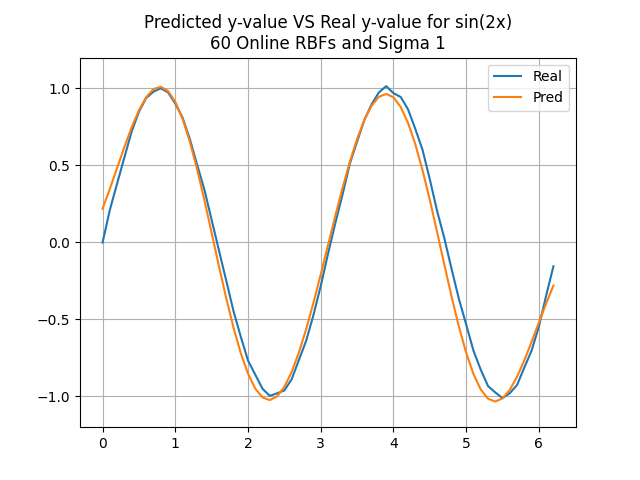 Predicted y-value VS Real y-value for sin(2x)
60 Online RBFs and Sigma 1
Real
Pred
1.0
0.5
0.0
−0.5
−1.0
0 1 2 3 4 5 6